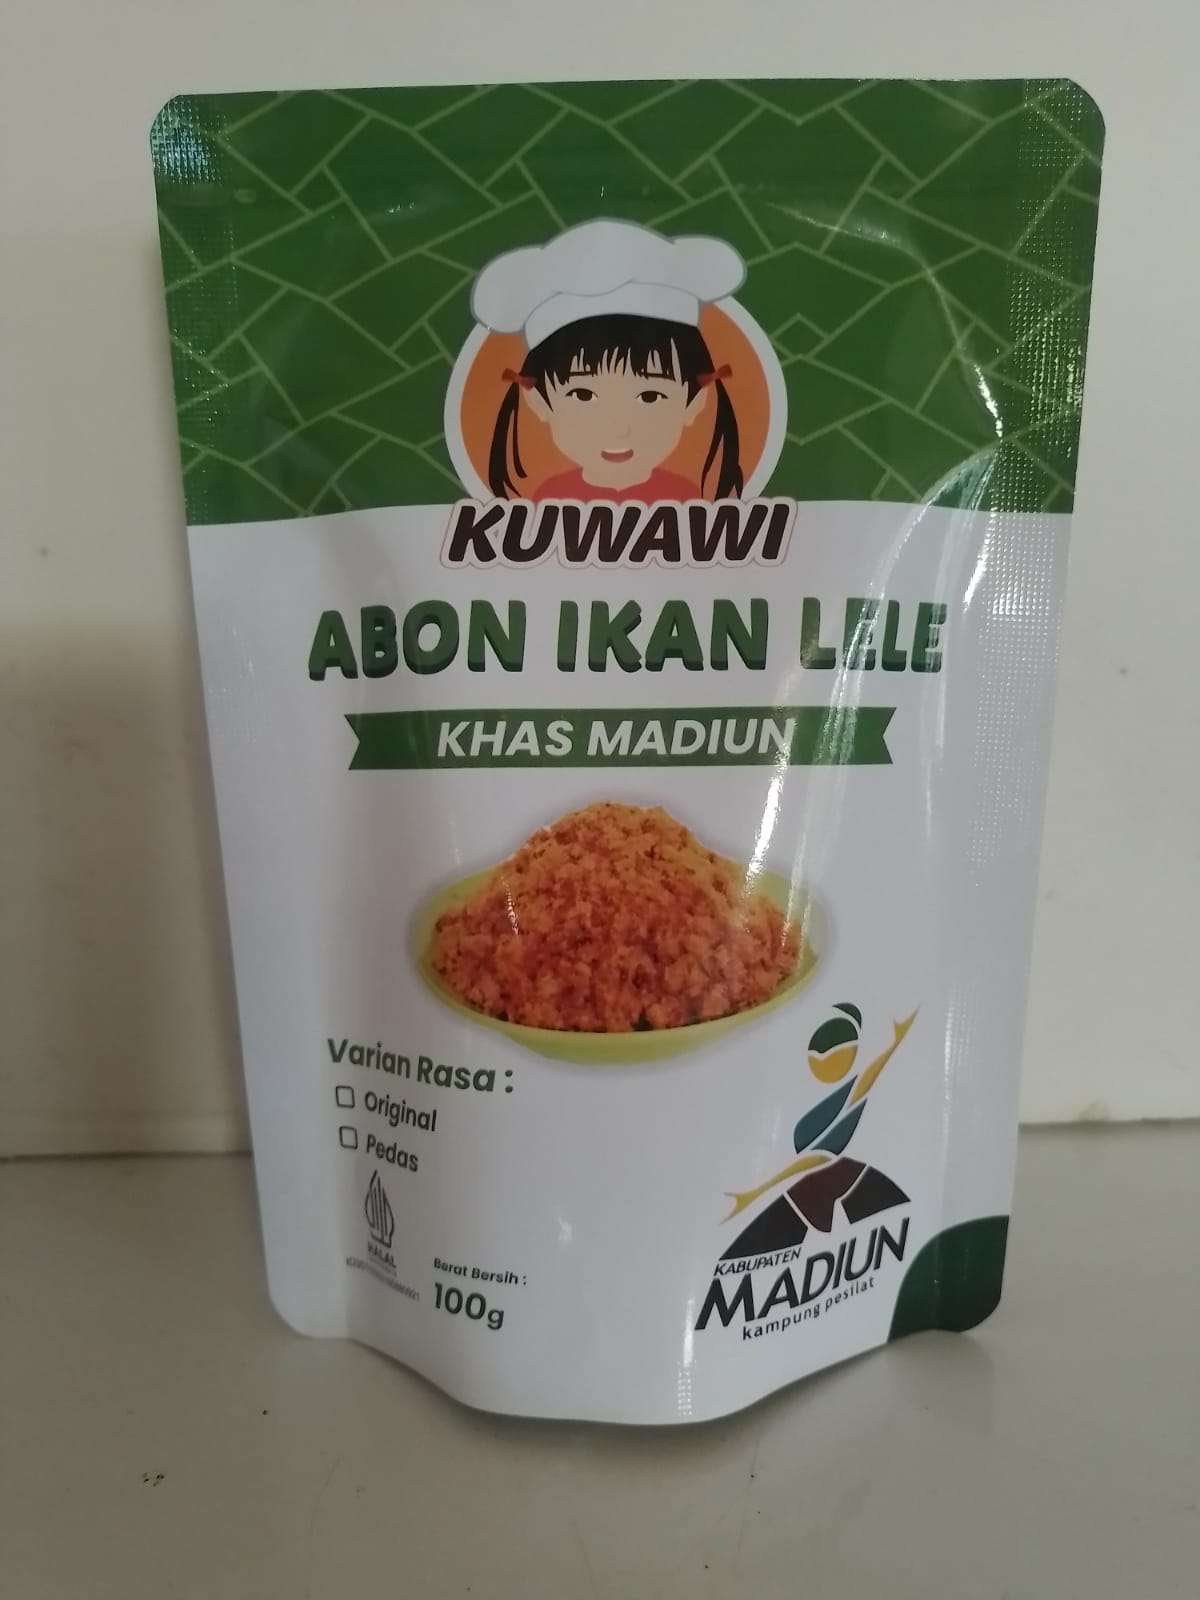 KUWAWI
ABON IKAN LELE
KHAS MADIUN
Varian Rasa :
Original
Pedas
HALAL
Berat Bersih :
100g
KABUPATEN
MADIUN
kampung pesilat